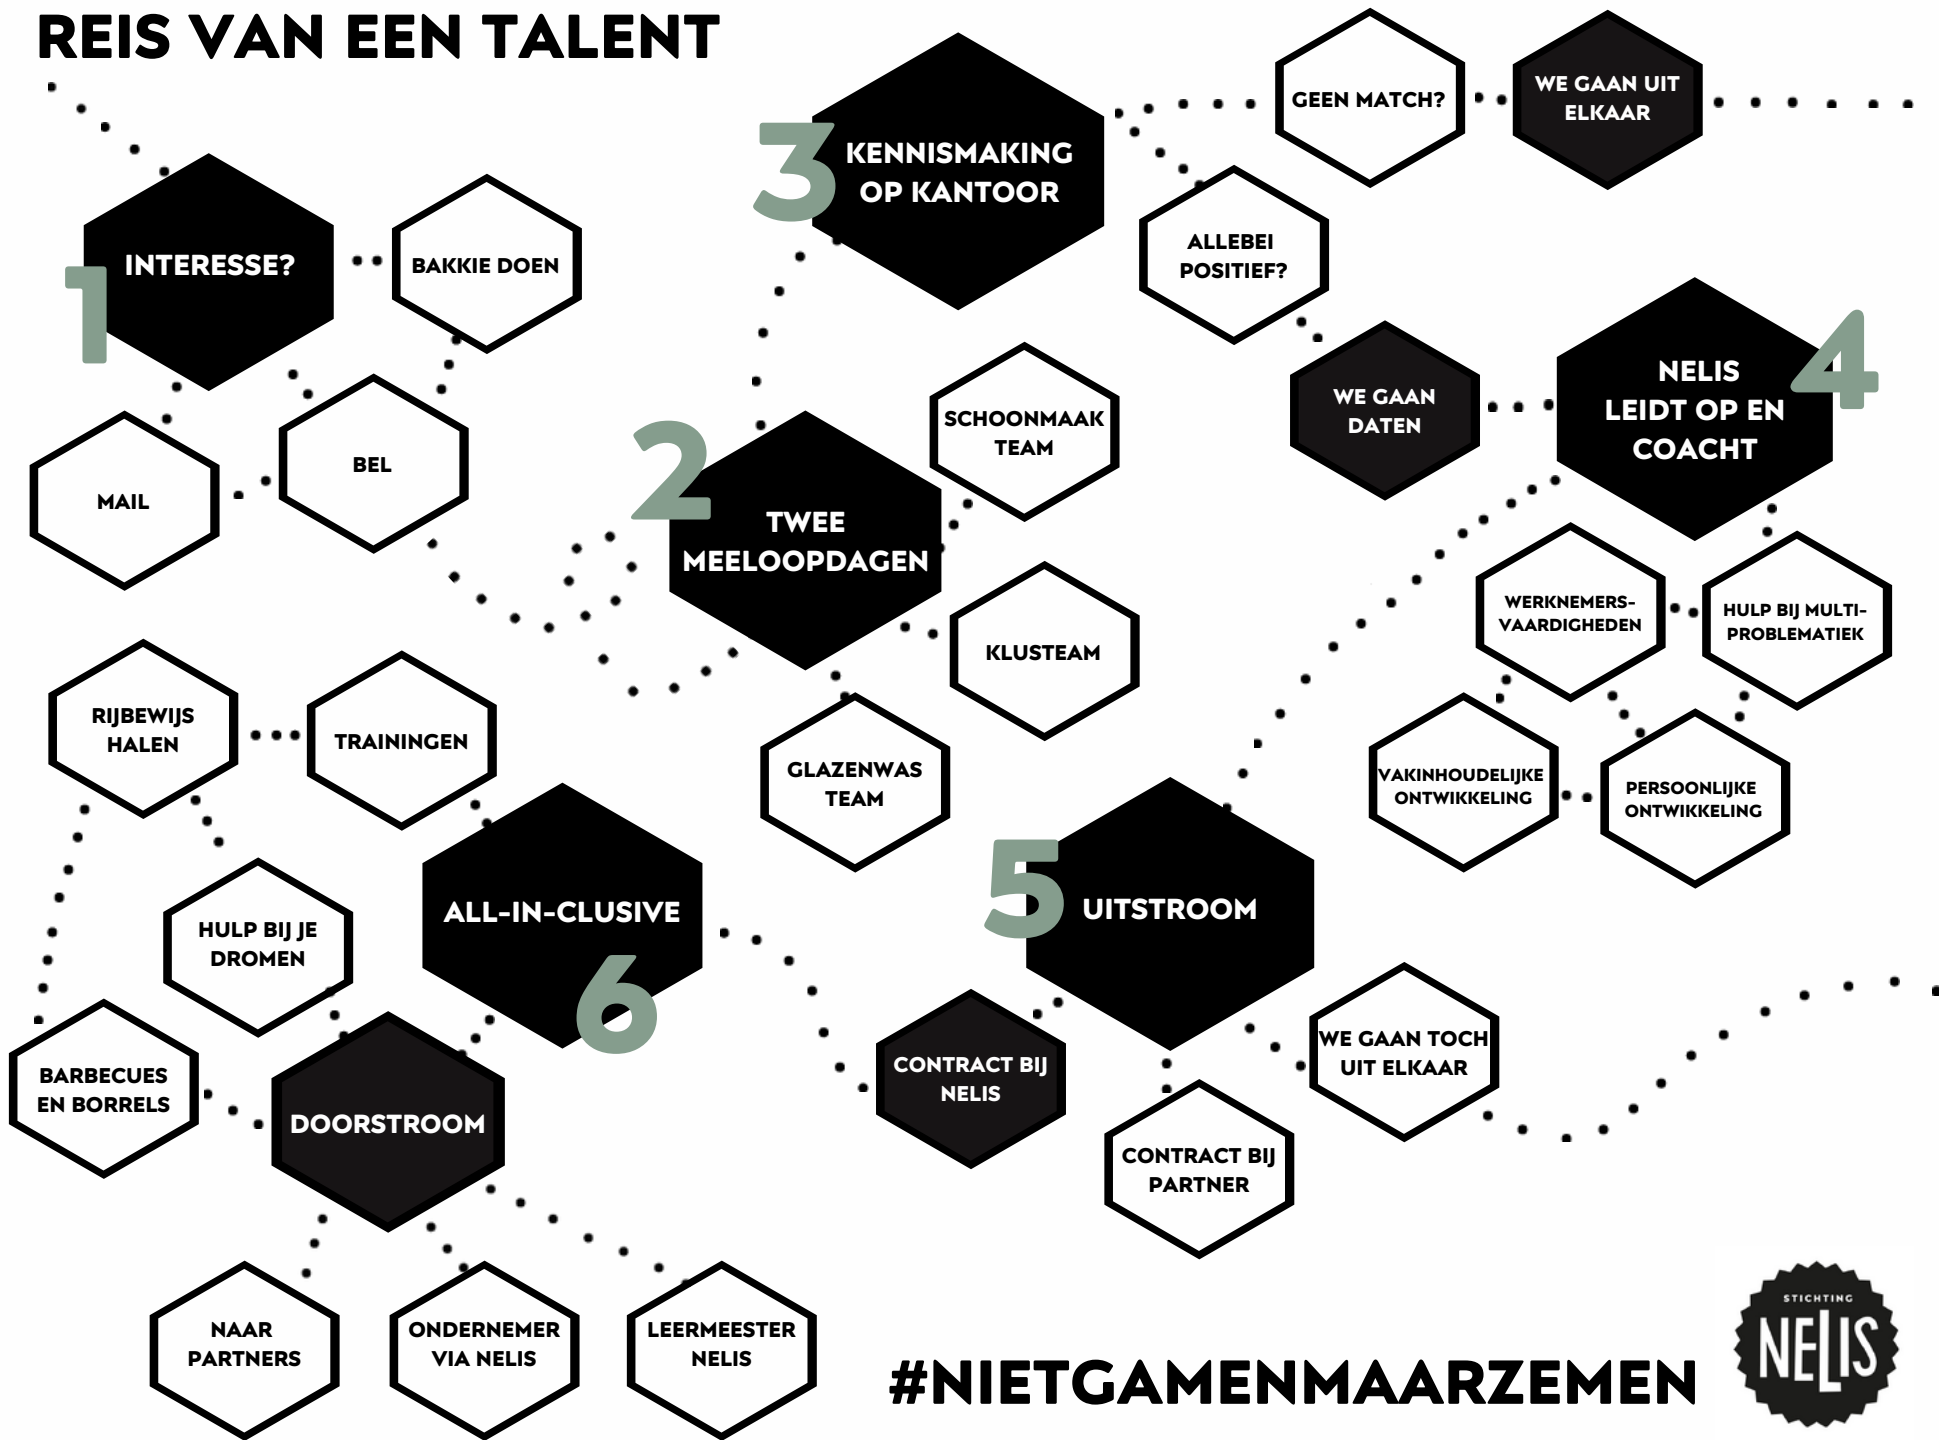 REIS VAN EEN TALENT
1
INTERESSE?
BAKKIE DOEN
MAIL
BEL
2
TWEE
MEELOOPDAGEN
SCHOONMAAK
TEAM
KLUSTEAM
GLAZENWAS
TEAM
3
KENNISMAKING
OP KANTOOR
GEEN MATCH?
WE GAAN UIT
ELKAAR
ALLEBEI
POSITIEF?
WE GAAN
DATEN
4
NELIS
LEIDT OP EN
COACHT
WERKNEMERS-
VAARDIGHEDEN
HULP BIJ MULTI-
PROBLEMATIEK
VAKINHOUDELIJKE
ONTWIKKELING
PERSOONLIJKE
ONTWIKKELING
5
UITSTROOM
CONTRACT BIJ
NELIS
CONTRACT BIJ
PARTNER
WE GAAN TOCH
UIT ELKAAR
6
ALL-IN-CLUSIVE
TRAININGEN
RIJBEWIJS
HALEN
HULP BIJ JE
DROMEN
BARBECUES
EN BORRELS
DOORSTROOM
NAAR
PARTNERS
ONDERNEMER
VIA NELIS
LEERMEESTER
NELIS
#NIETGAMENMAARZEMEN
STICHTING
NELIS